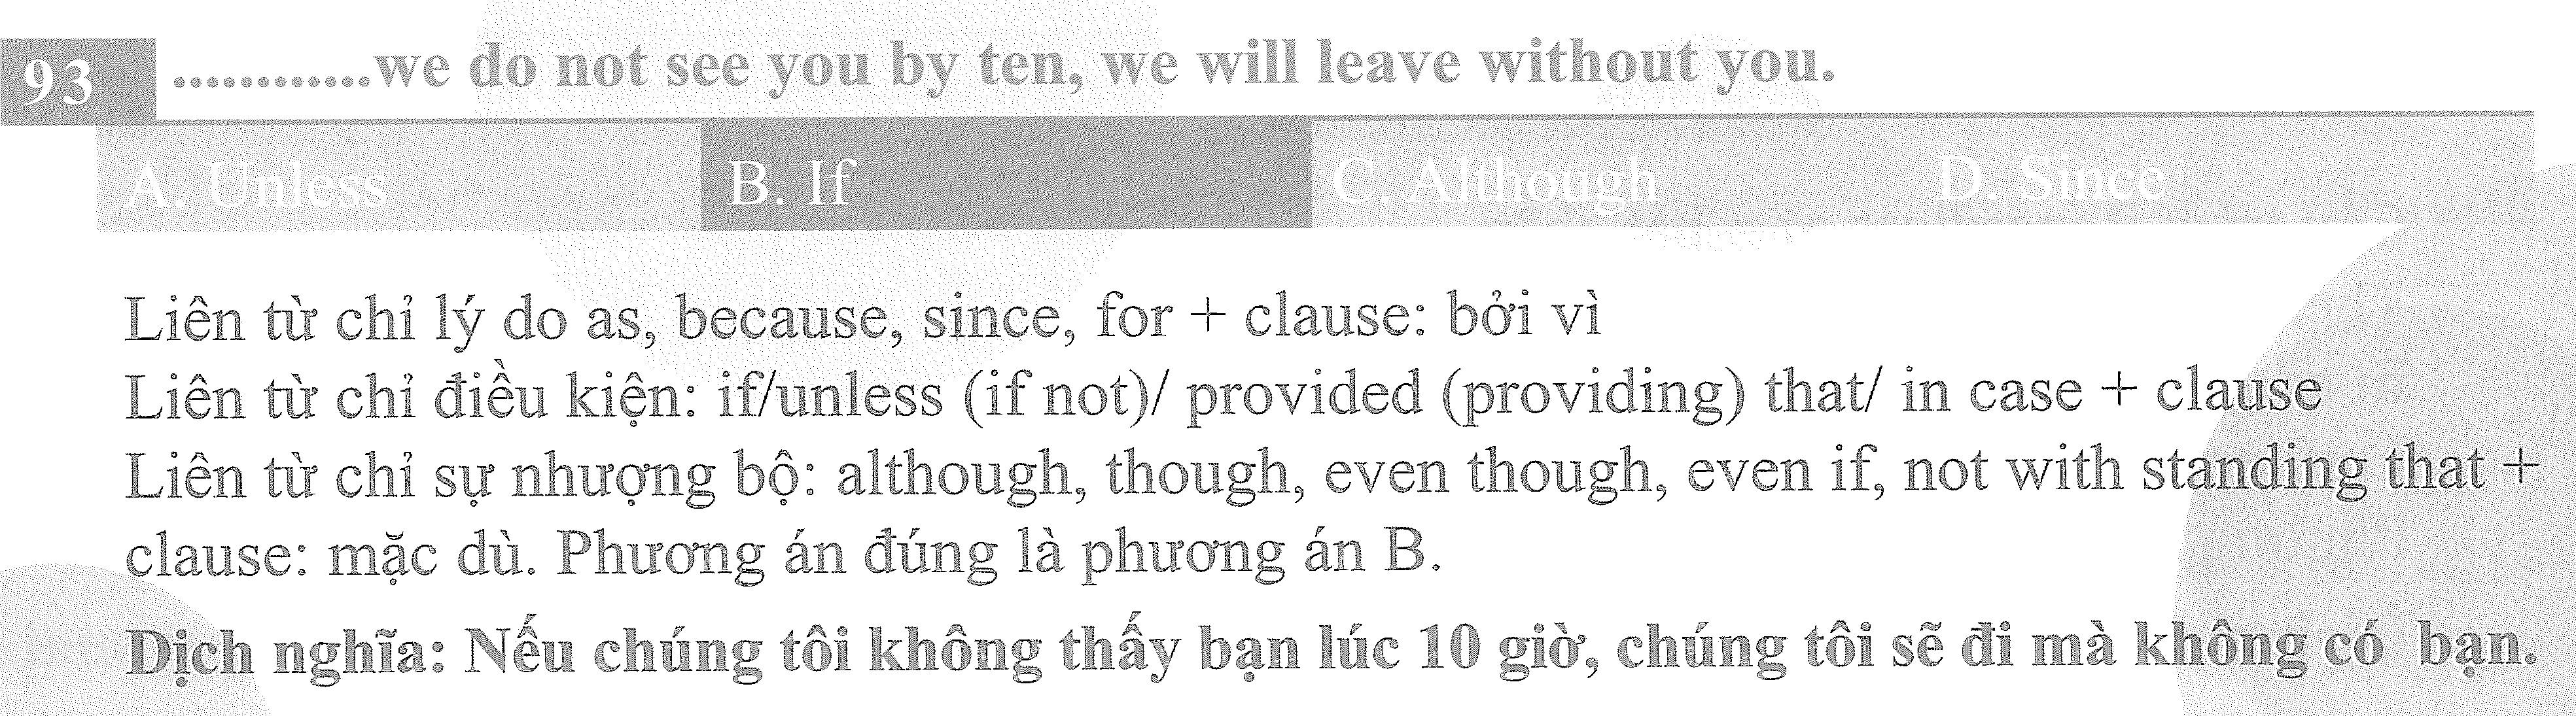 93 ............we do not see you by ten, we will leave without you.
A. Unless B. If C. Although D. Since
Liên từ chỉ lý do as, because, since, for + clause: bởi vì
Liên từ chỉ điều kiện: if/unless (if not)/ provided (providing) that/ in case + clause
Liên từ chỉ sự nhượng bộ: although, though, even though, even if, not with standing that +
clause: mặc dù. Phương án đúng là phương án B.
Dịch nghĩa: Nếu chúng tôi không thấy bạn lúc 10 giờ, chúng tôi sẽ đi mà không có bạn.